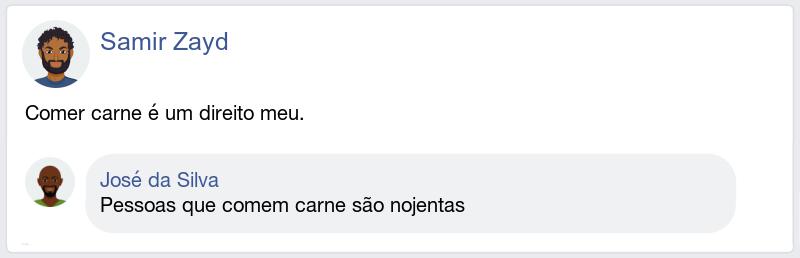 Samir Zayd
Comer carne é um direito meu.
José da Silva
Pessoas que comem carne são nojentas